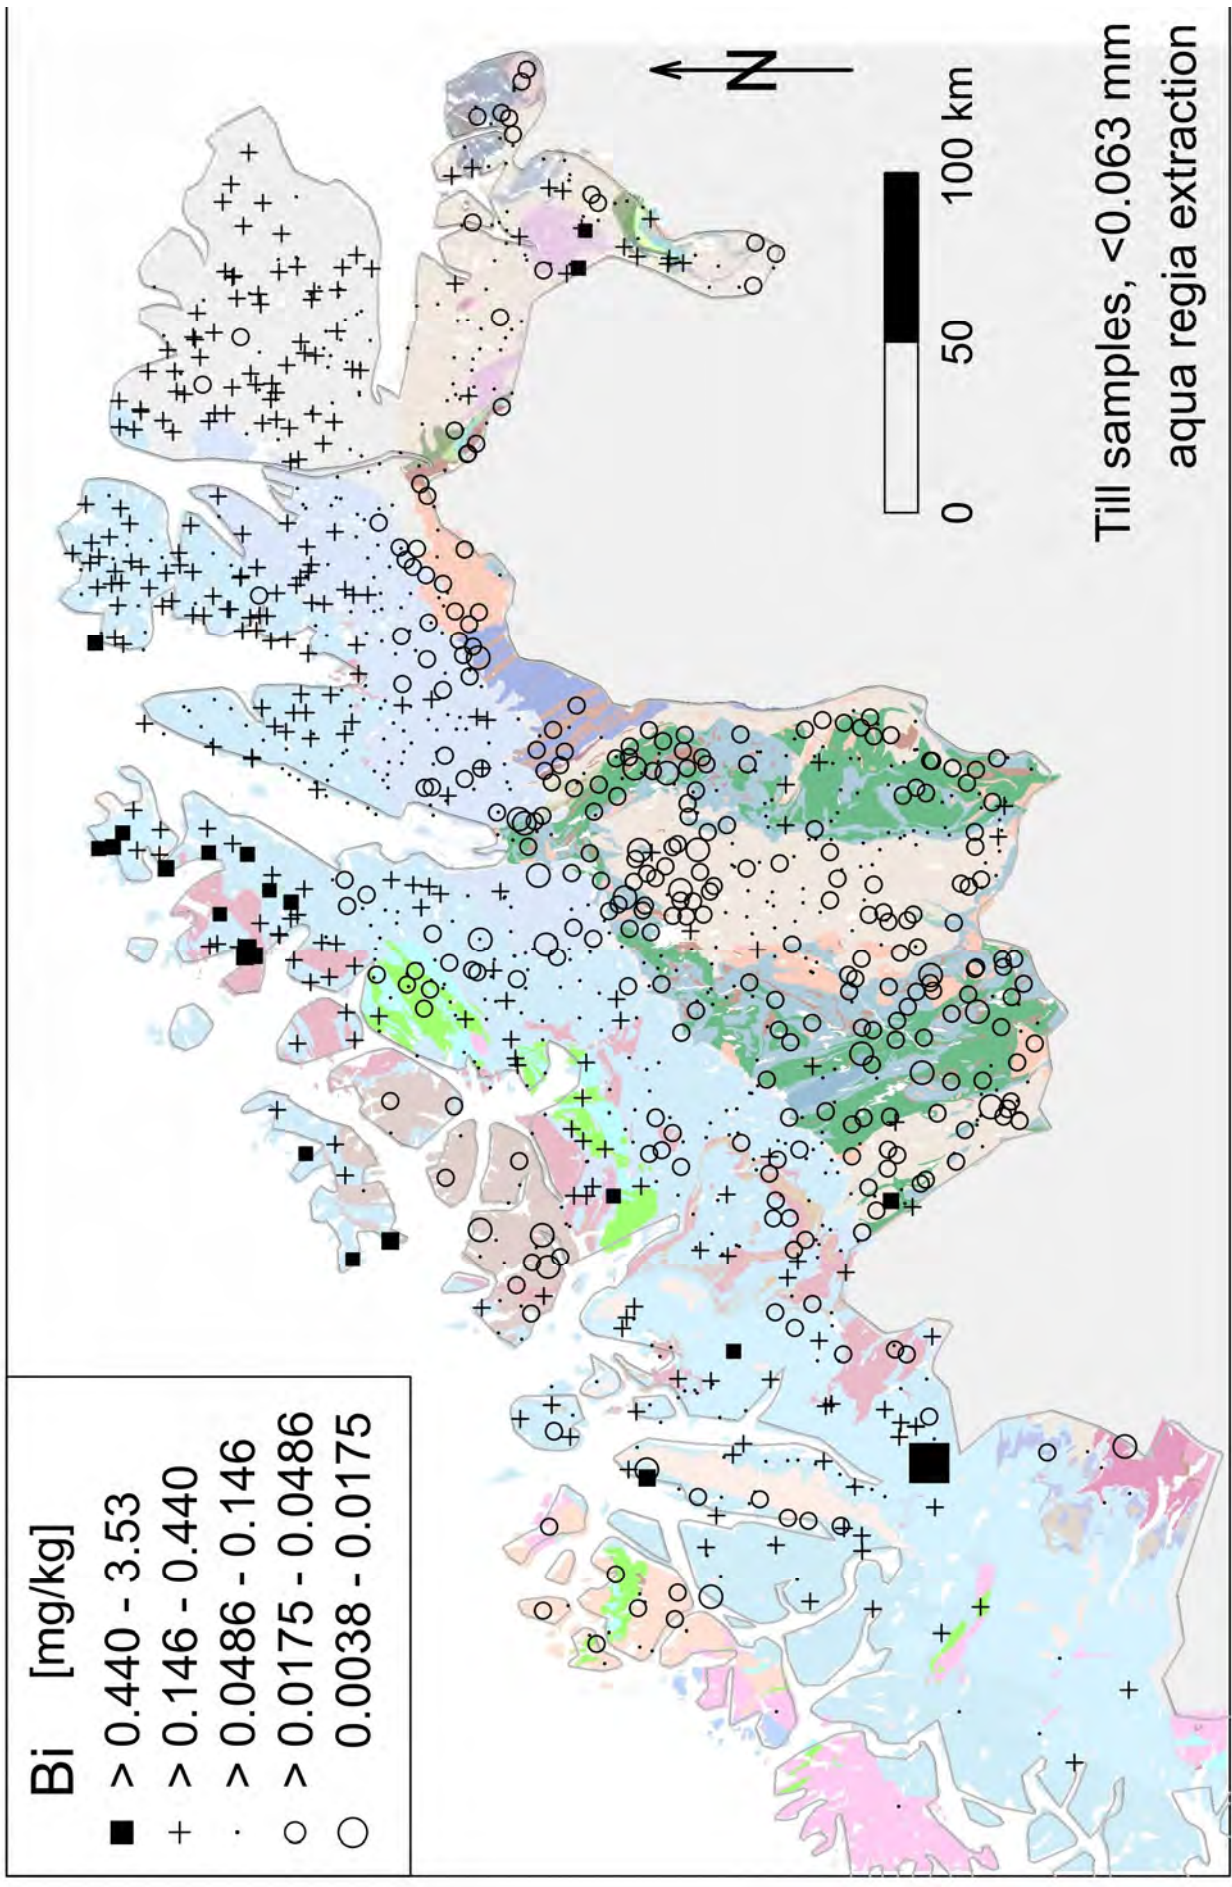 Bi [mg/kg]
> 0.440 - 3.53
> 0.146 - 0.440
> 0.0486 - 0.146
> 0.0175 - 0.0486
0.0038 - 0.0175
N
0 50 100 km
Till samples, <0.063 mm
aqua regia extraction